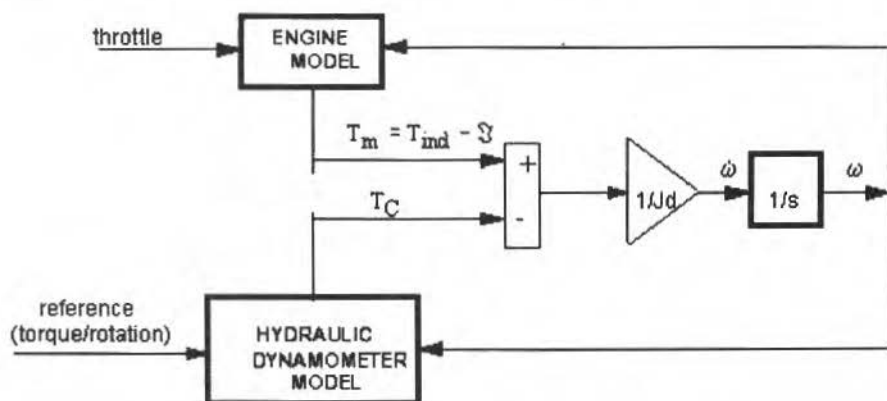 throttle
ENGINE
MODEL
T_m = T_ind - ℑ
+
-
1/Jd
ω̇
1/s
ω
T_C
reference
(torque/rotation)
HYDRAULIC
DYNAMOMETER
MODEL